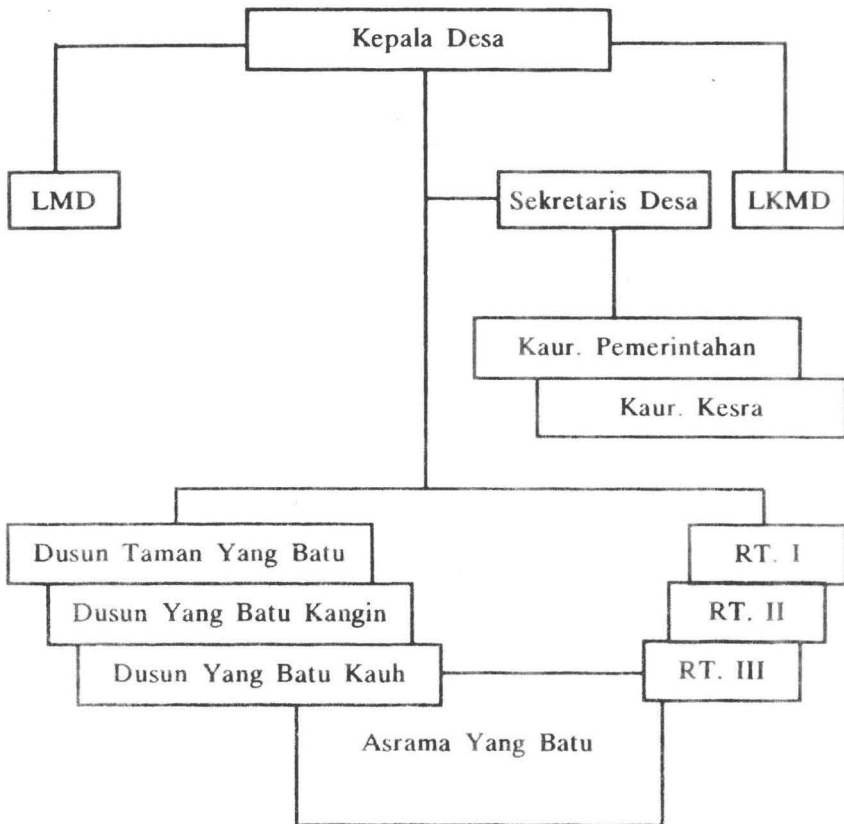 Kepala Desa
LMD
Sekretaris Desa
LKMD
Kaur. Pemerintahan
Kaur. Kesra
Dusun Taman Yang Batu
RT. I
Dusun Yang Batu Kangin
RT. II
Dusun Yang Batu Kauh
RT. III
Asrama Yang Batu